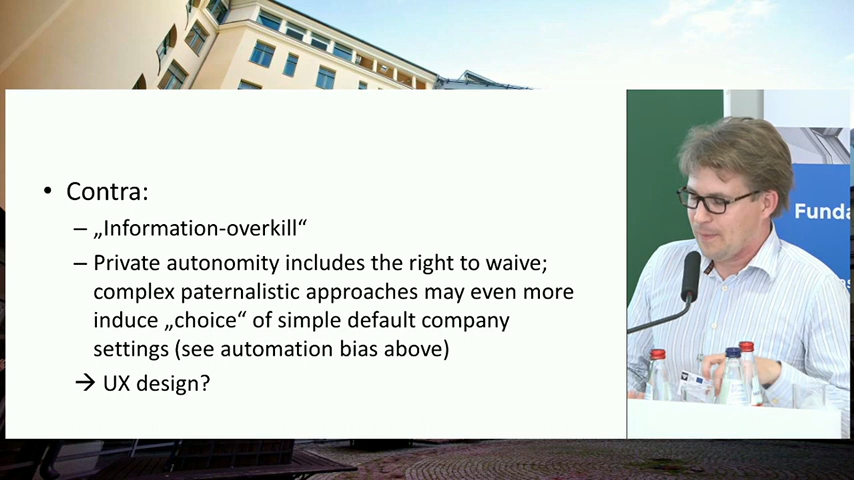 • Contra:
– „Information-overkill“
– Private autonomity includes the right to waive;
complex paternalistic approaches may even more
induce „choice“ of simple default company
settings (see automation bias above)
→ UX design?
Funda